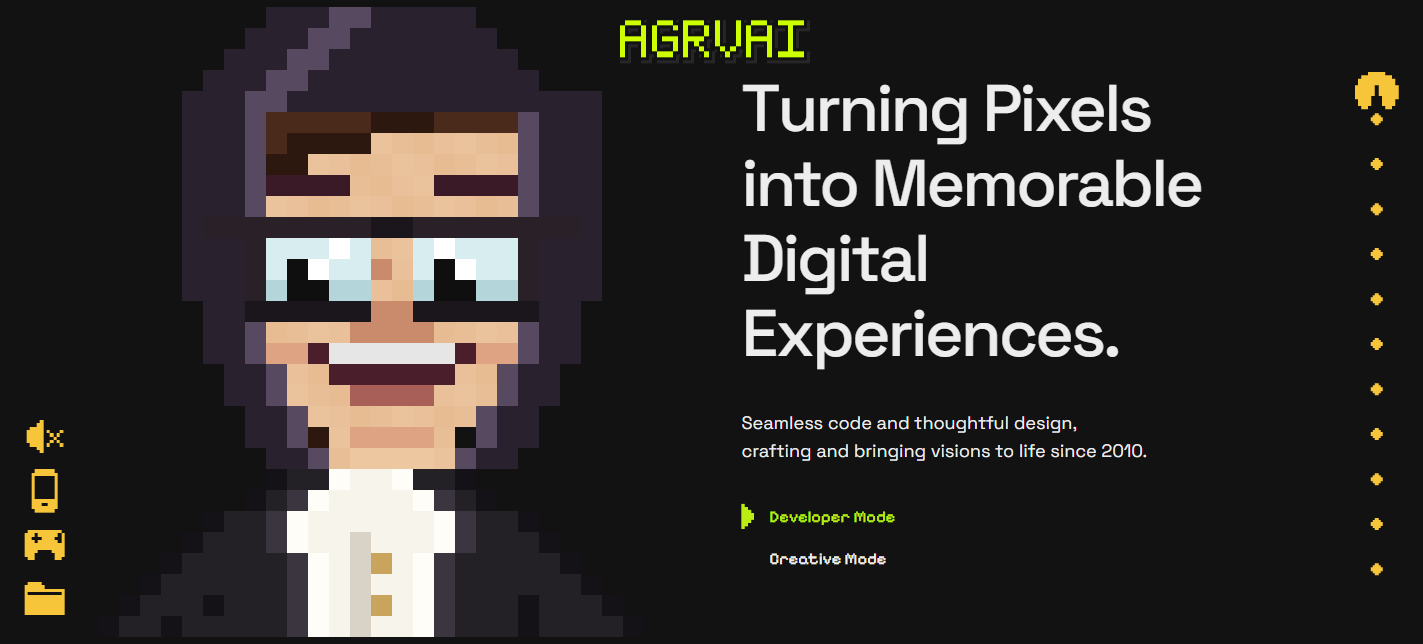 AGRVAI
Turning Pixels
into Memorable
Digital
Experiences.
Seamless code and thoughtful design,
crafting and bringing visions to life since 2010.
Developer Mode
Creative Mode